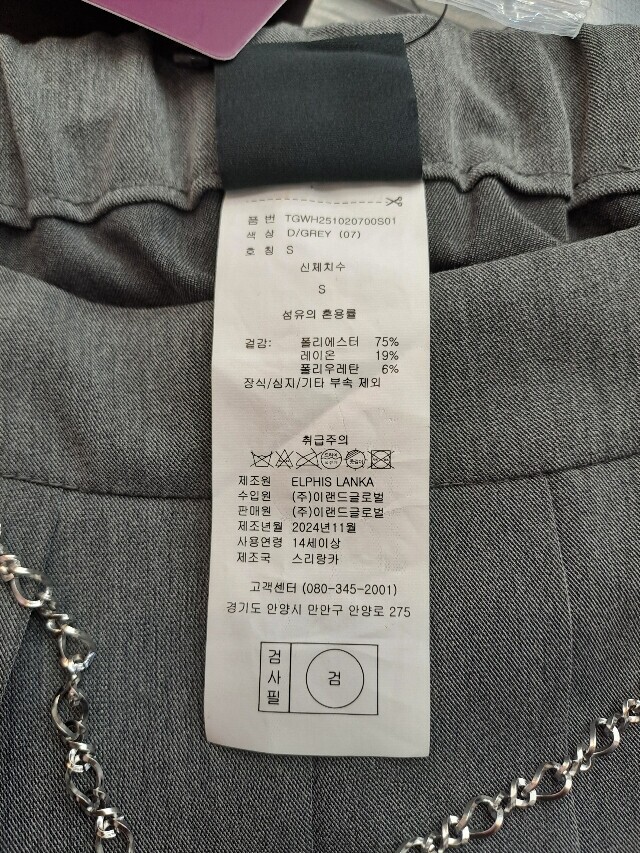 품 번 TGWH251020700S01
색 상 D/GREY (07)
호 칭 S
신체치수
S
섬유의 혼용률
겉감: 폴리에스터 75%
레이온 19%
폴리우레탄 6%
장식/심지/기타 부속 제외
취급주의
제조원 ELPHIS LANKA
수입원 (주)이랜드글로벌
판매원 (주)이랜드글로벌
제조년월 2024년11월
사용연령 14세이상
제조국 스리랑카
고객센터 (080-345-2001)
경기도 안양시 만안구 안양로 275
검사필 검